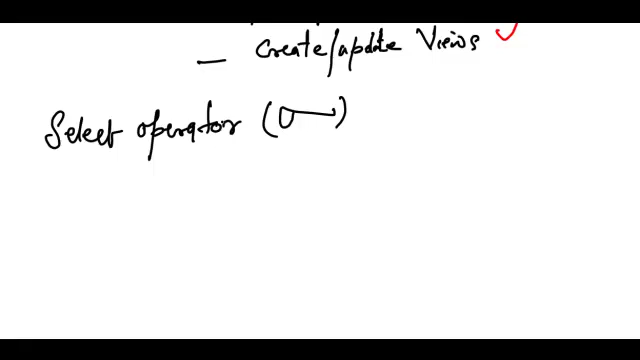 — Create/update Views ✓
Select operator (σ)